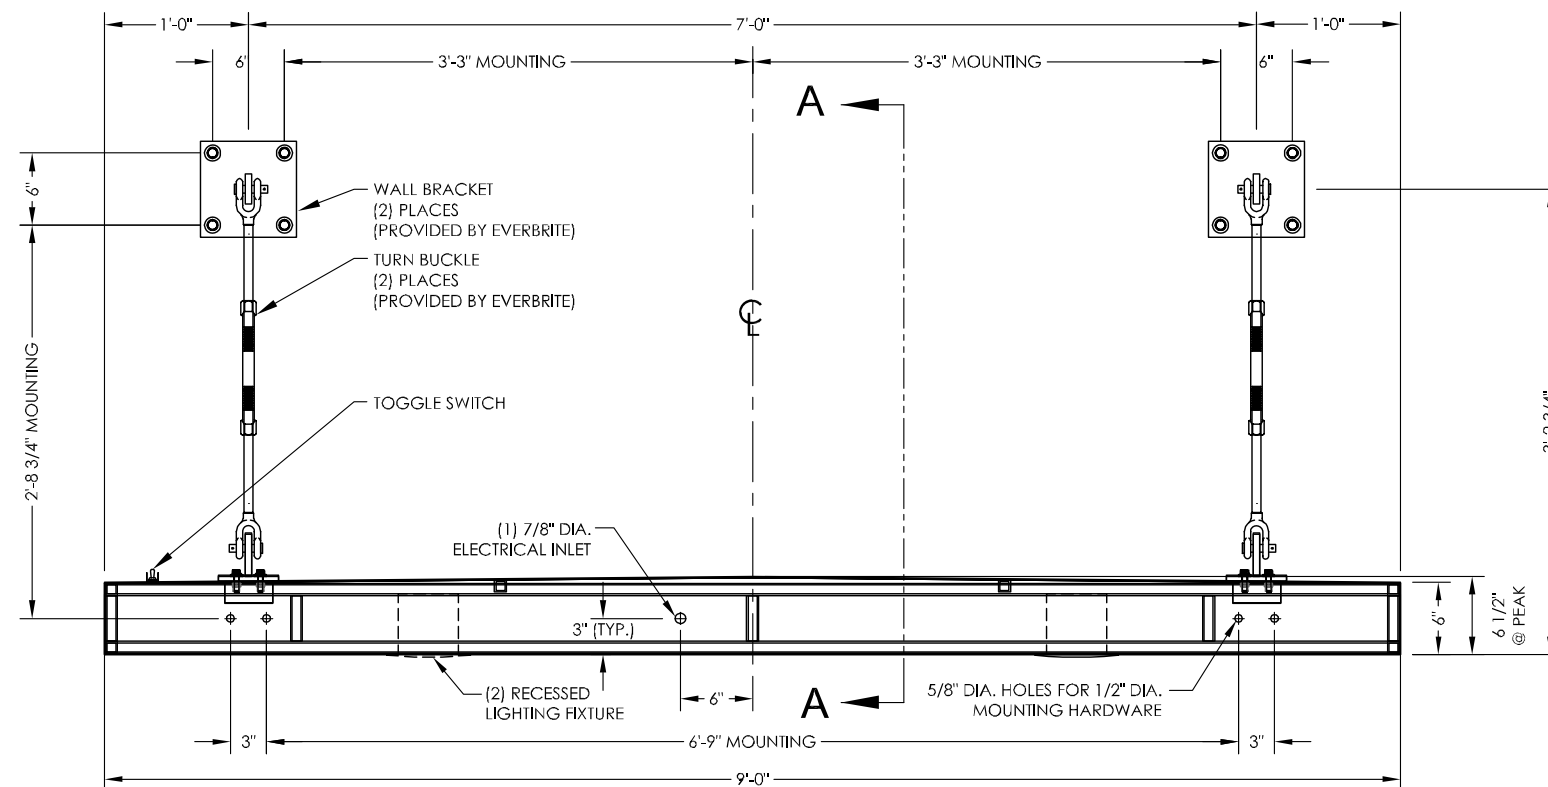 1'-0"
7'-0"
1'-0"
6"
3'-3" MOUNTING
3'-3" MOUNTING
6"
A
6"
WALL BRACKET
(2) PLACES
(PROVIDED BY EVERBRITE)
TURN BUCKLE
(2) PLACES
(PROVIDED BY EVERBRITE)
CL
2'-8 3/4" MOUNTING
TOGGLE SWITCH
(1) 7/8" DIA.
ELECTRICAL INLET
3" (TYP.)
6"
6 1/2"
@ PEAK
(2) RECESSED
LIGHTING FIXTURE
6"
A
5/8" DIA. HOLES FOR 1/2" DIA.
MOUNTING HARDWARE
3"
6'-9" MOUNTING
3"
9'-0"